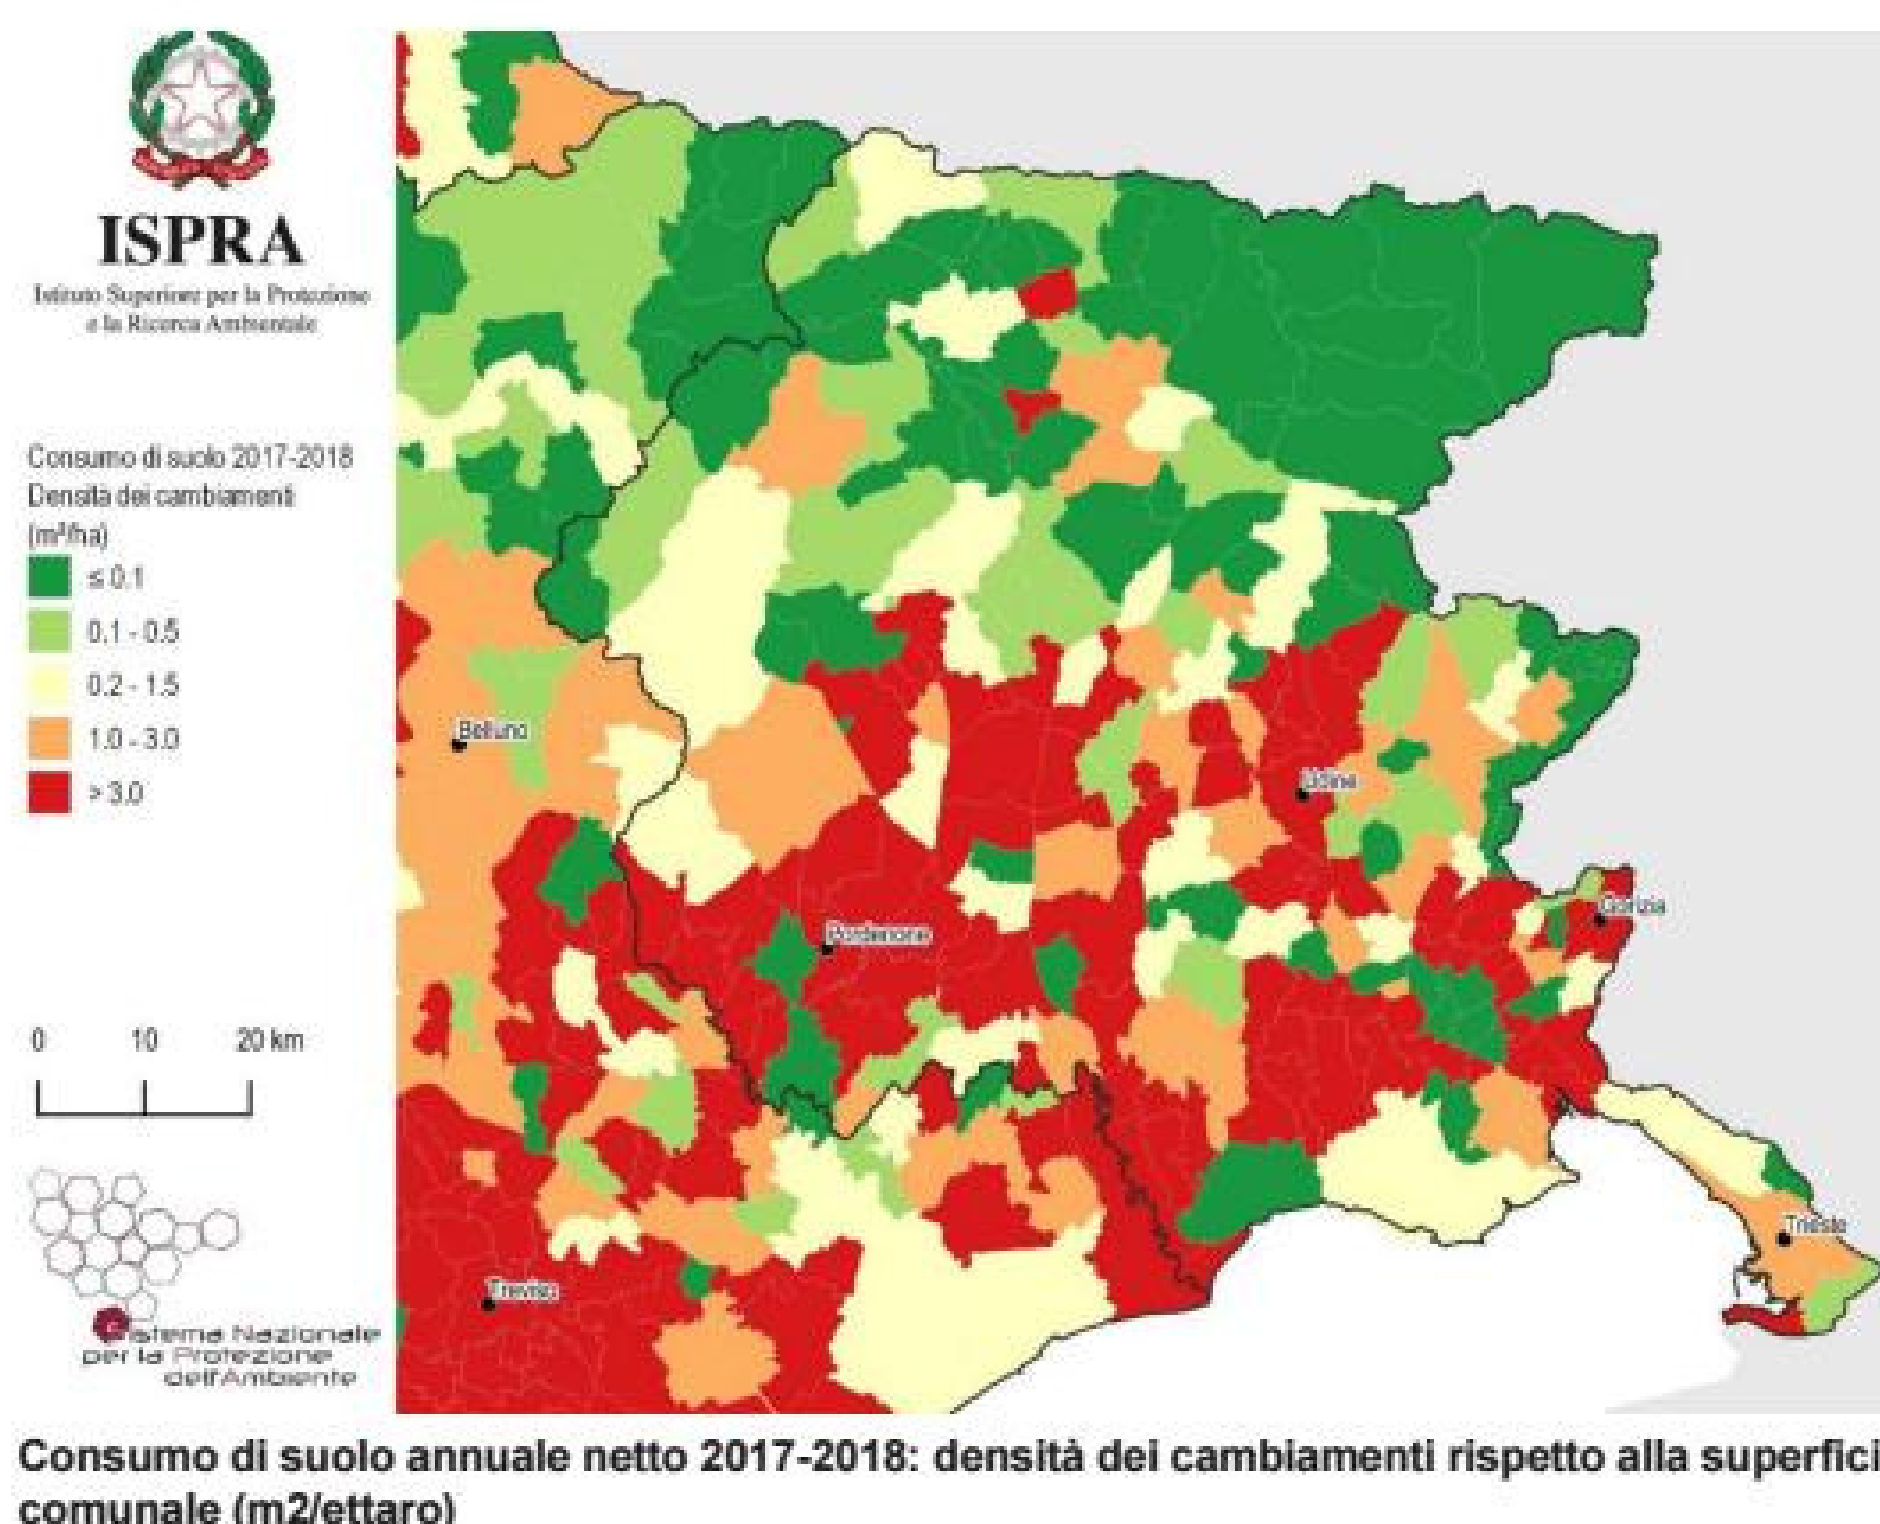 ISPRA
Istituto Superiore per la Protezione
e la Ricerca Ambientale
Consumo di suolo 2017-2018
Densità dei cambiamenti
(m²/ha)
≤ 0.1
0.1 - 0.5
0.2 - 1.5
1.0 - 3.0
> 3.0
0 10 20 km
Sistema Nazionale
per la Protezione
dell'Ambiente
Belluno
Udine
Gorizia
Pordenone
Trieste
Treviso
Consumo di suolo annuale netto 2017-2018: densità dei cambiamenti rispetto alla superfici
comunale (m2/ettaro)